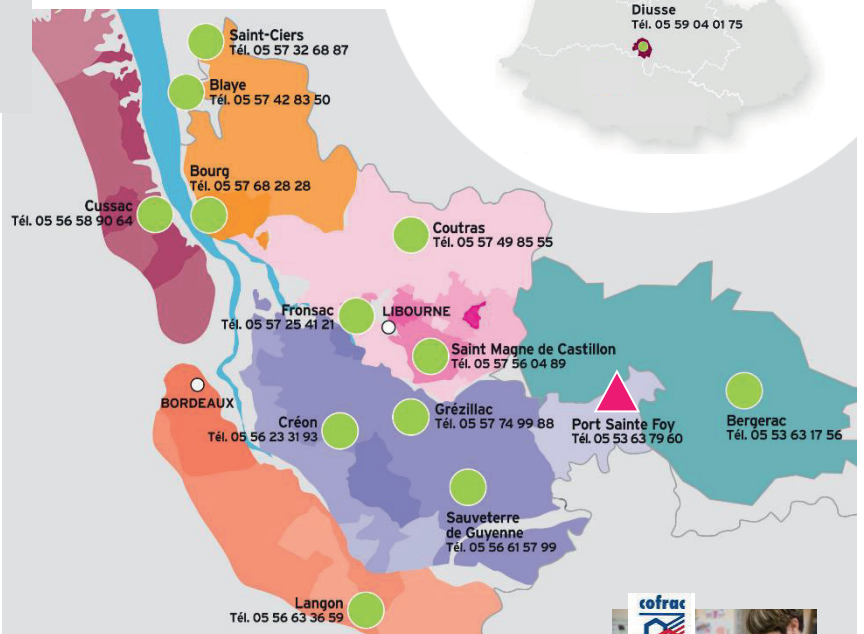 Diusse
Tél. 05 59 04 01 75
Saint-Ciers
Tél. 05 57 32 68 87
Blaye
Tél. 05 57 42 83 50
Bourg
Tél. 05 57 68 28 28
Cussac
Tél. 05 56 58 90 64
Coutras
Tél. 05 57 49 85 55
Fronsac
Tél. 05 57 25 41 21
LIBOURNE
Saint Magne de Castillon
Tél. 05 57 56 04 89
BORDEAUX
Créon
Tél. 05 56 23 31 93
Grézillac
Tél. 05 57 74 99 88
Port Sainte Foy
Tél. 05 53 63 79 60
Bergerac
Tél. 05 53 63 17 56
Sauveterre
de Guyenne
Tél. 05 56 61 57 99
Langon
Tél. 05 56 63 36 59
cofrac